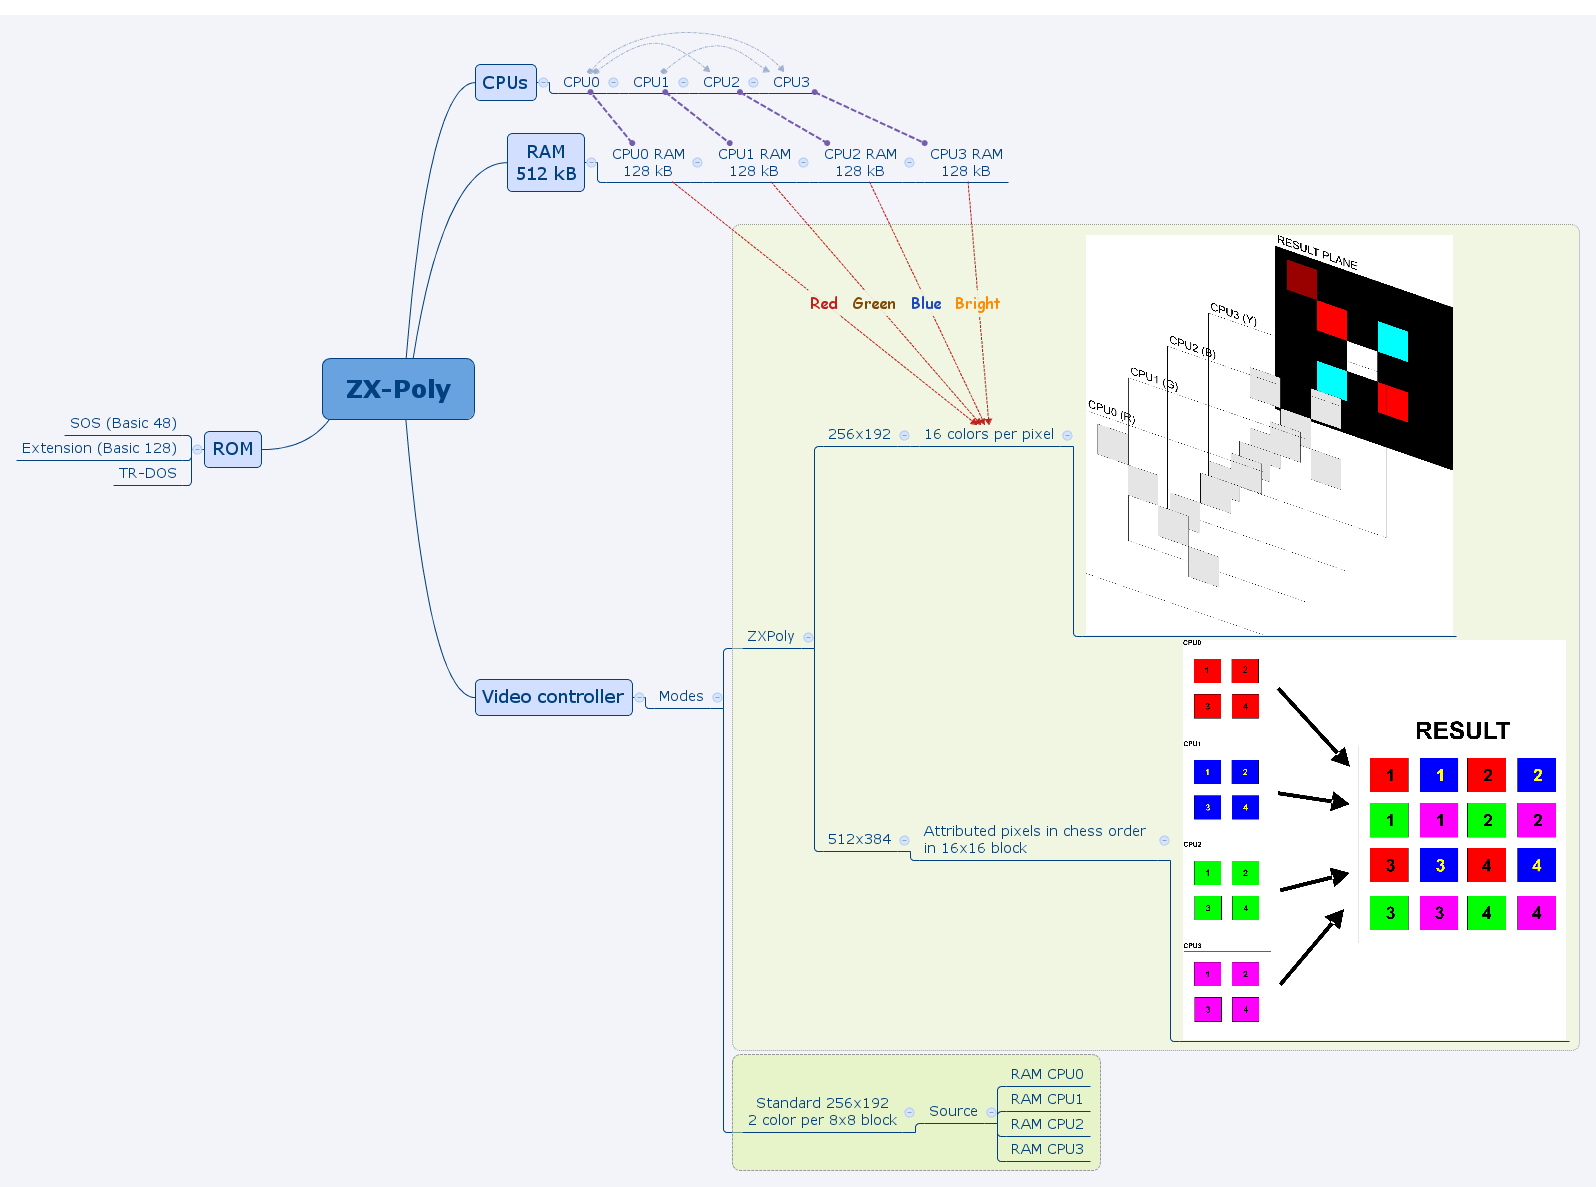 CPUs
CPU0
CPU1
CPU2
CPU3
RAM
512 kB
CPU0 RAM
128 kB
CPU1 RAM
128 kB
CPU2 RAM
128 kB
CPU3 RAM
128 kB
Red
Green
Blue
Bright
RESULT PLANE
CPU3 (Y)
CPU2 (B)
CPU1 (G)
CPU0 (R)
ZX-Poly
SOS (Basic 48)
Extension (Basic 128)
TR-DOS
ROM
256x192
16 colors per pixel
ZXPoly
Video controller
Modes
512x384
Attributed pixels in chess order
in 16x16 block
CPU0
1 2
3 4
CPU1
1 2
3 4
CPU2
1 2
3 4
CPU3
1 2
3 4
RESULT
1 1 2 2
1 1 2 2
3 3 4 4
3 3 4 4
Standard 256x192
2 color per 8x8 block
Source
RAM CPU0
RAM CPU1
RAM CPU2
RAM CPU3